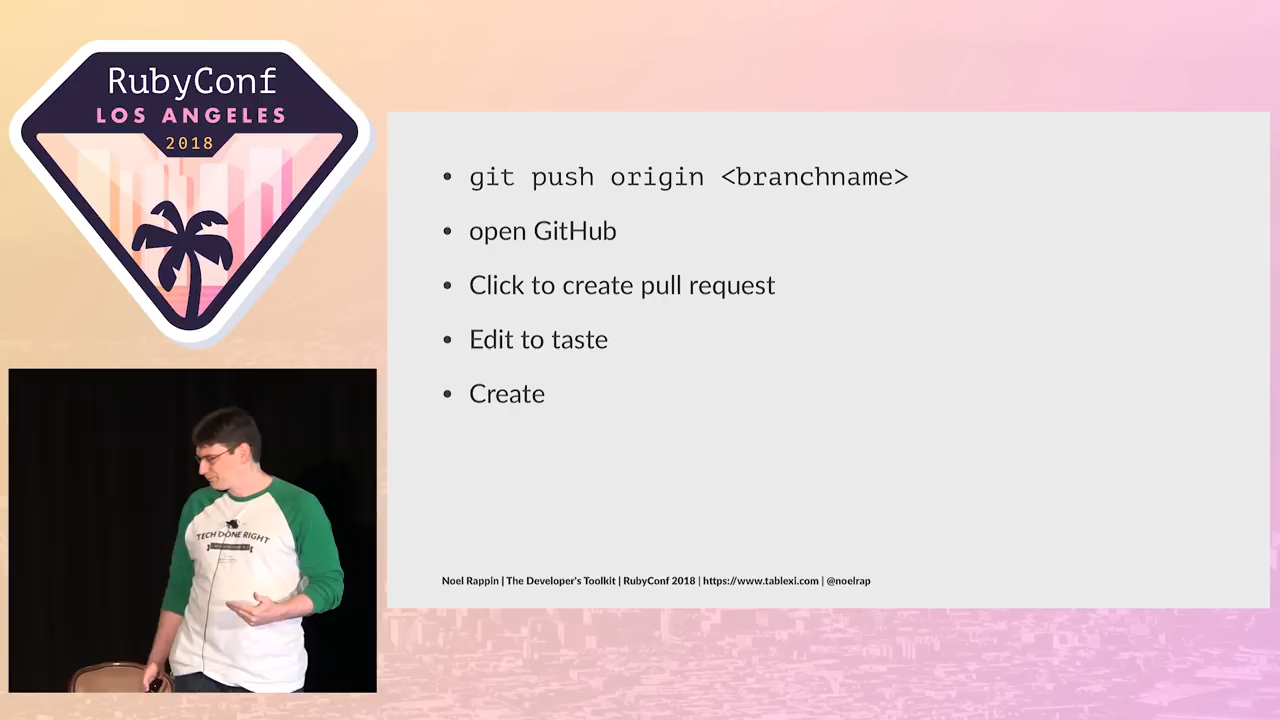 RubyConf
LOS ANGELES
2018
• git push origin <branchname>
• open GitHub
• Click to create pull request
• Edit to taste
• Create
TECH DONE RIGHT
Noel Rappin | The Developer's Toolkit | RubyConf 2018 | https://www.tablexi.com | @noelrap